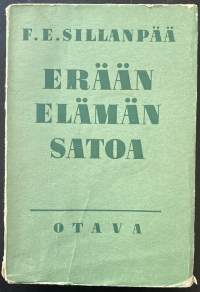 F. E. SILLANPÄÄ
ERÄÄN
ELÄMÄN
SATOA
OTAVA